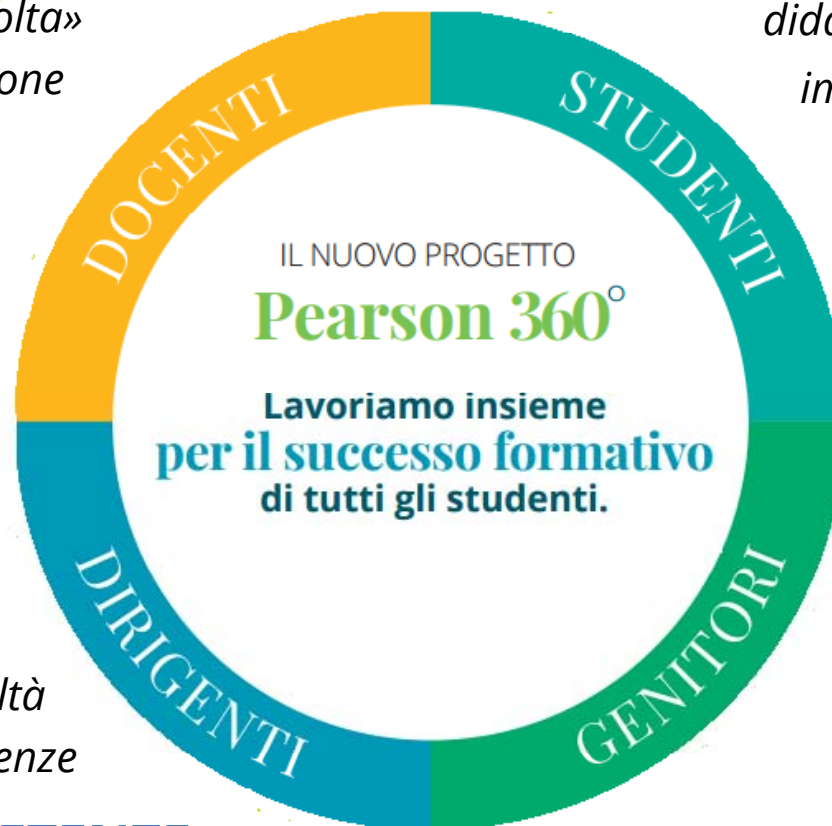 DOCENTI
STUDENTI
IL NUOVO PROGETTO
Pearson 360°
Lavoriamo insieme
per il successo formativo
di tutti gli studenti.
DIRIGENTI
GENITORI